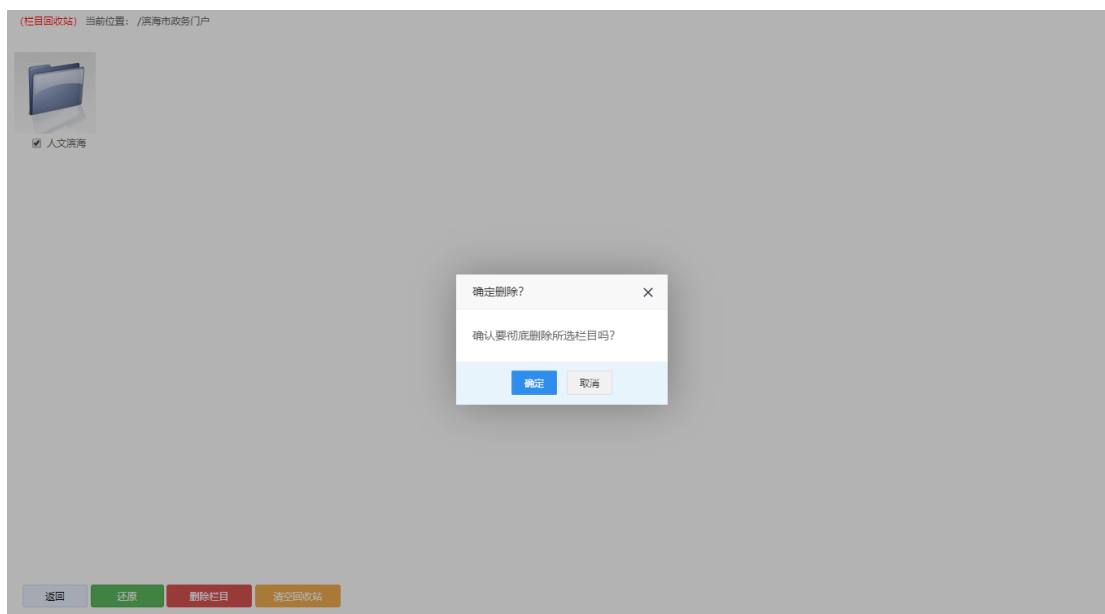 (栏目回收站) 当前位置： /滨海市政务门户
人文滨海
确定删除？
确认要彻底删除所选栏目吗？
确定 取消
返回 还原 删除栏目 清空回收站